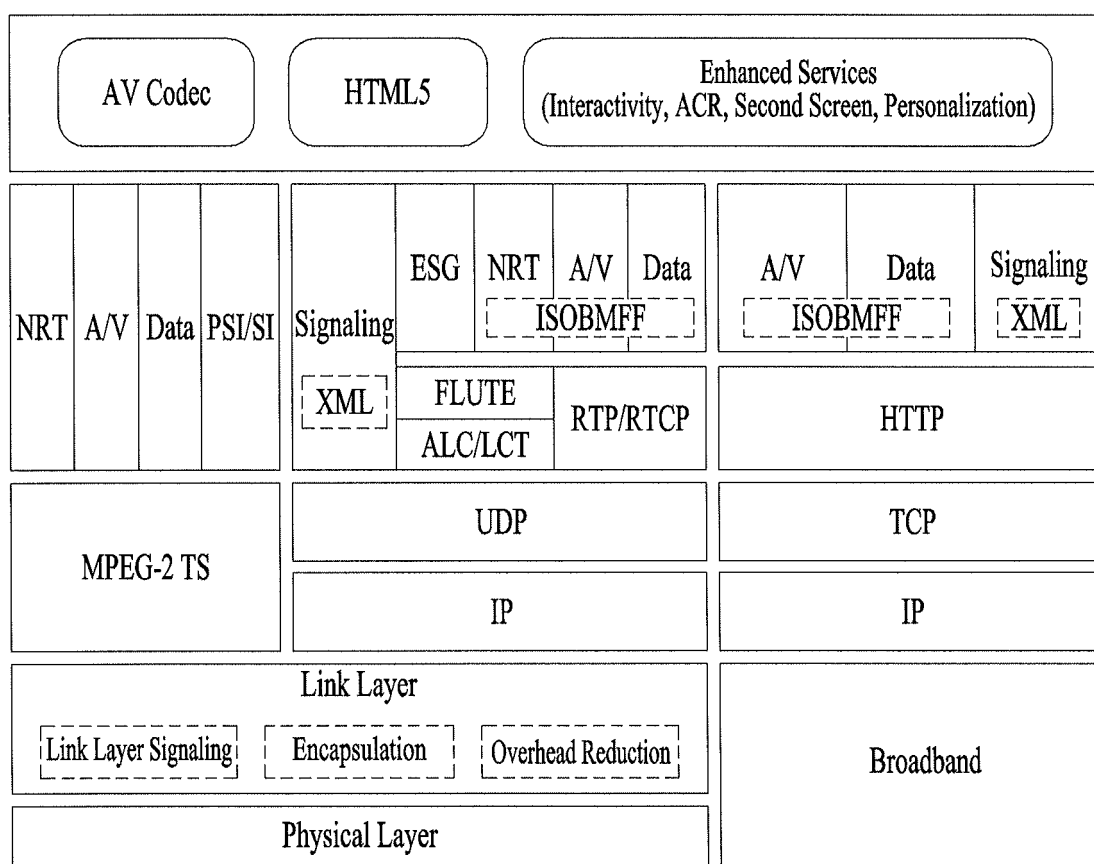 AV Codec
HTML5
Enhanced Services
(Interactivity, ACR, Second Screen, Personalization)
NRT
A/V
Data
PSI/SI
Signaling
XML
ESG
NRT
A/V
Data
ISOBMFF
FLUTE
ALC/LCT
RTP/RTCP
A/V
Data
ISOBMFF
Signaling
XML
HTTP
MPEG-2 TS
UDP
TCP
IP
IP
Link Layer
Link Layer Signaling
Encapsulation
Overhead Reduction
Broadband
Physical Layer